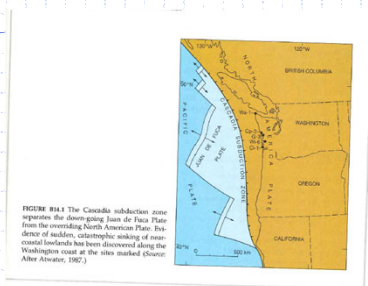 130°W
120°W
BRITISH COLUMBIA
NORTH
50°N
WASHINGTON
PACIFIC
CASCADIA SUBDUCTION ZONE
AMERICA PLATE
JUAN DE FUCA
PLATE
PLATE
OREGON
CALIFORNIA
0
500 km
FIGURE B14.1 The Cascadia subduction zone
separates the down-going Juan de Fuca Plate
from the overriding North American Plate. Evi-
dence of sudden, catastrophic sinking of near-
coastal lowlands has been discovered along the
Washington coast at the sites marked (Source:
After Atwater, 1987.)